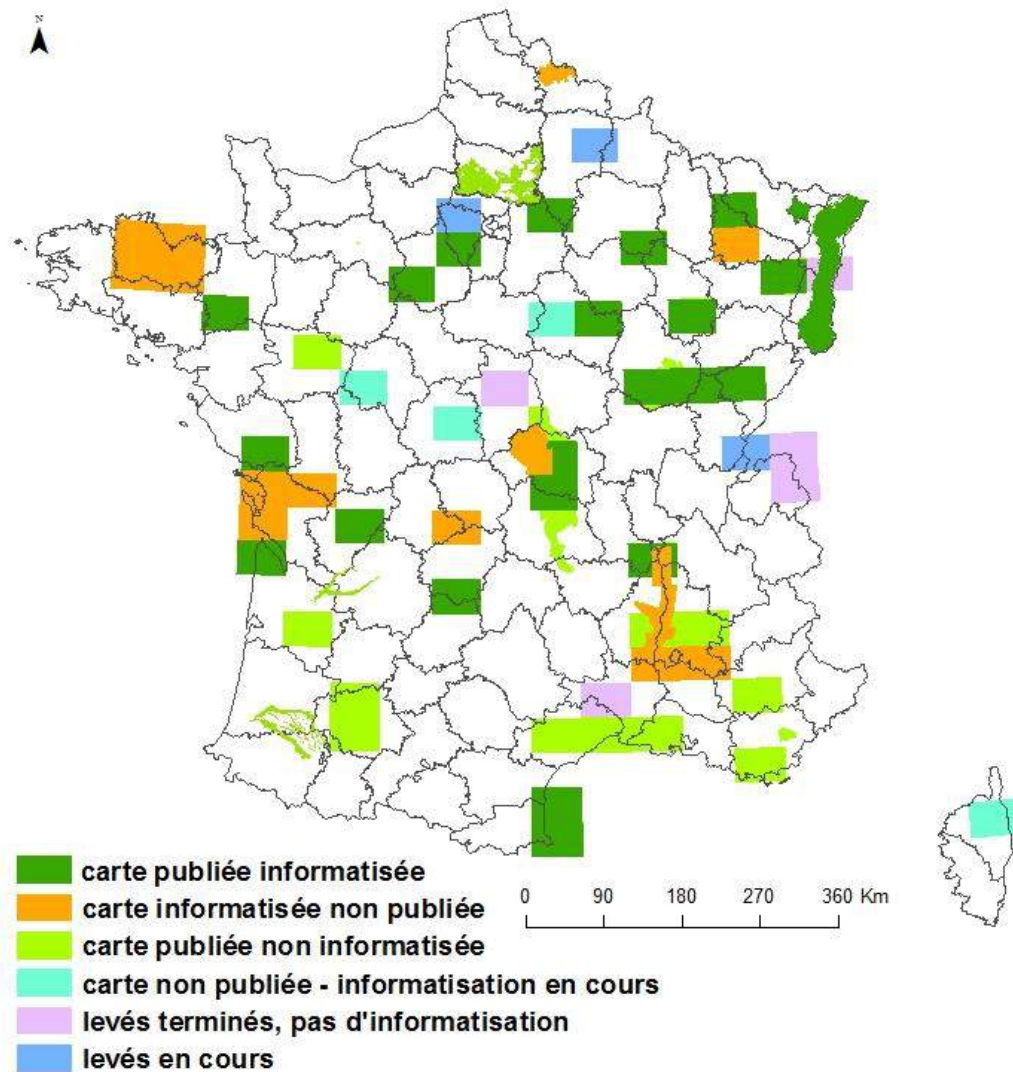 N
carte publiée informatisée
carte informatisée non publiée
carte publiée non informatisée
carte non publiée - informatisation en cours
levés terminés, pas d'informatisation
levés en cours
0 90 180 270 360 Km